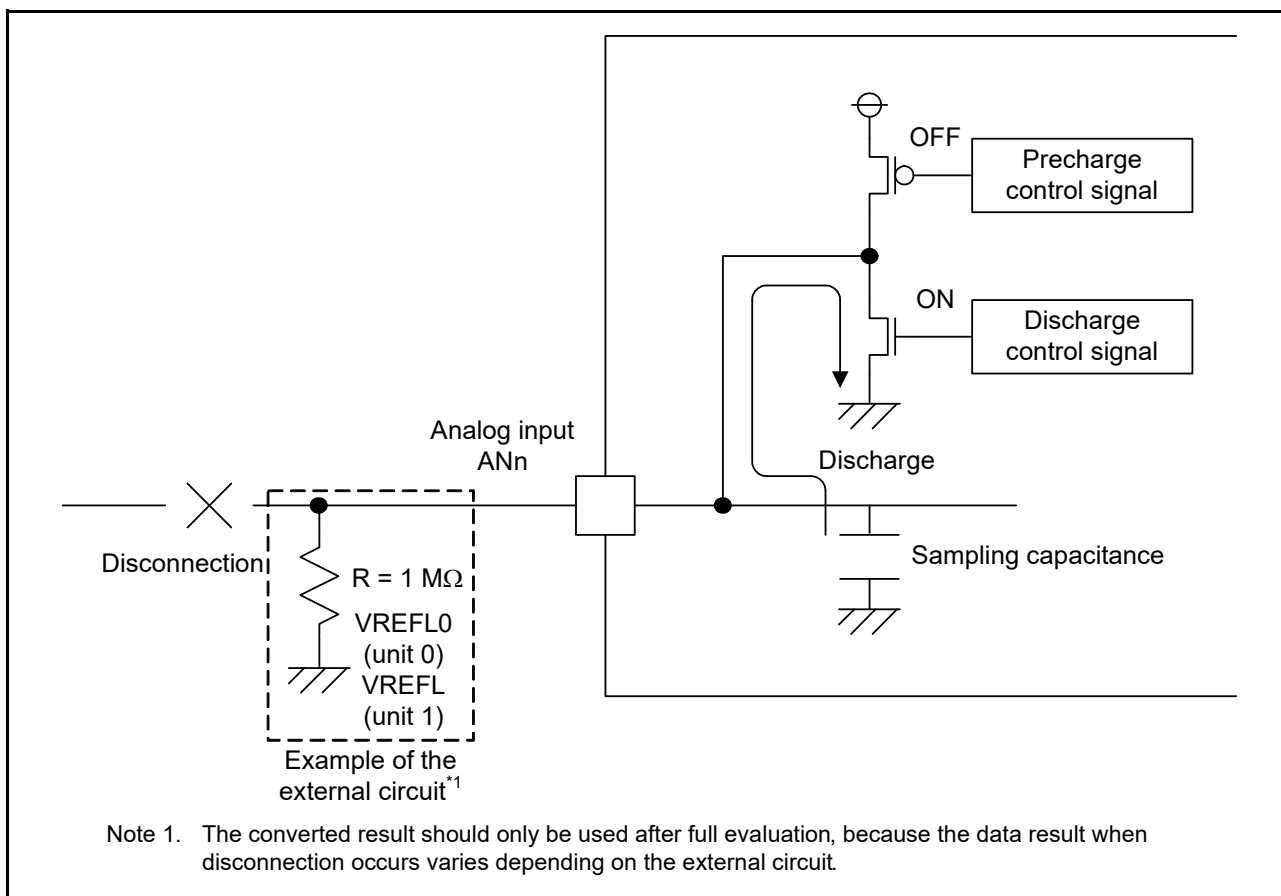 OFF
Precharge
control signal
ON
Discharge
control signal
Analog input
ANn
Discharge
Disconnection
Sampling capacitance
R = 1 MΩ
VREFL0
(unit 0)
VREFL
(unit 1)
Example of the
external circuit*1
Note 1. The converted result should only be used after full evaluation, because the data result when
disconnection occurs varies depending on the external circuit.